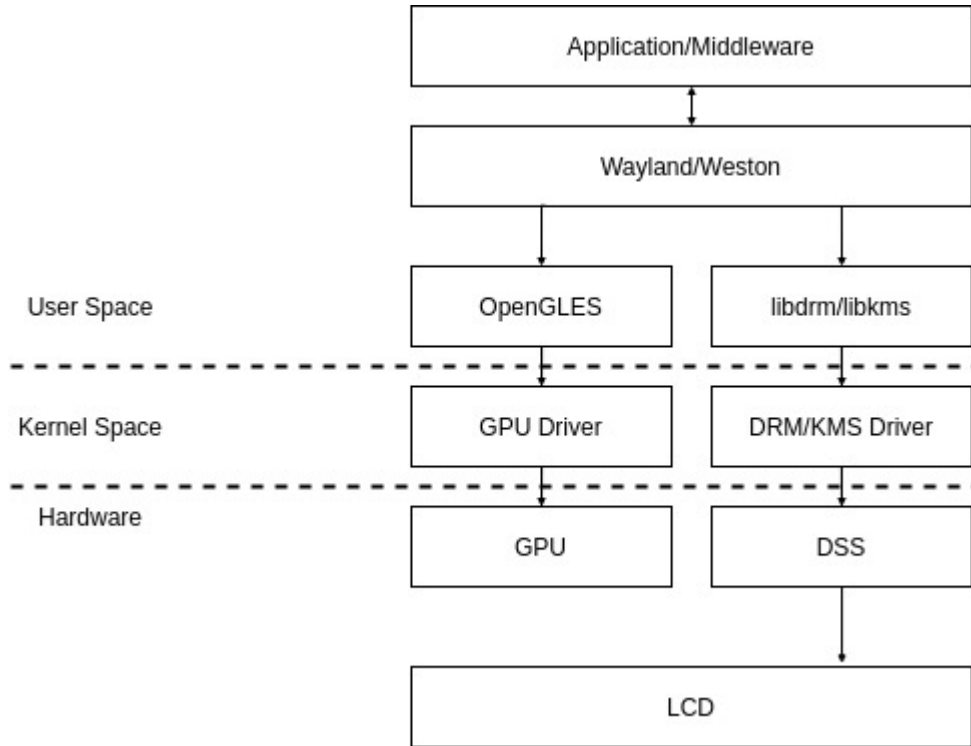 Application/Middleware
Wayland/Weston
User Space
OpenGLES
libdrm/libkms
Kernel Space
GPU Driver
DRM/KMS Driver
Hardware
GPU
DSS
LCD